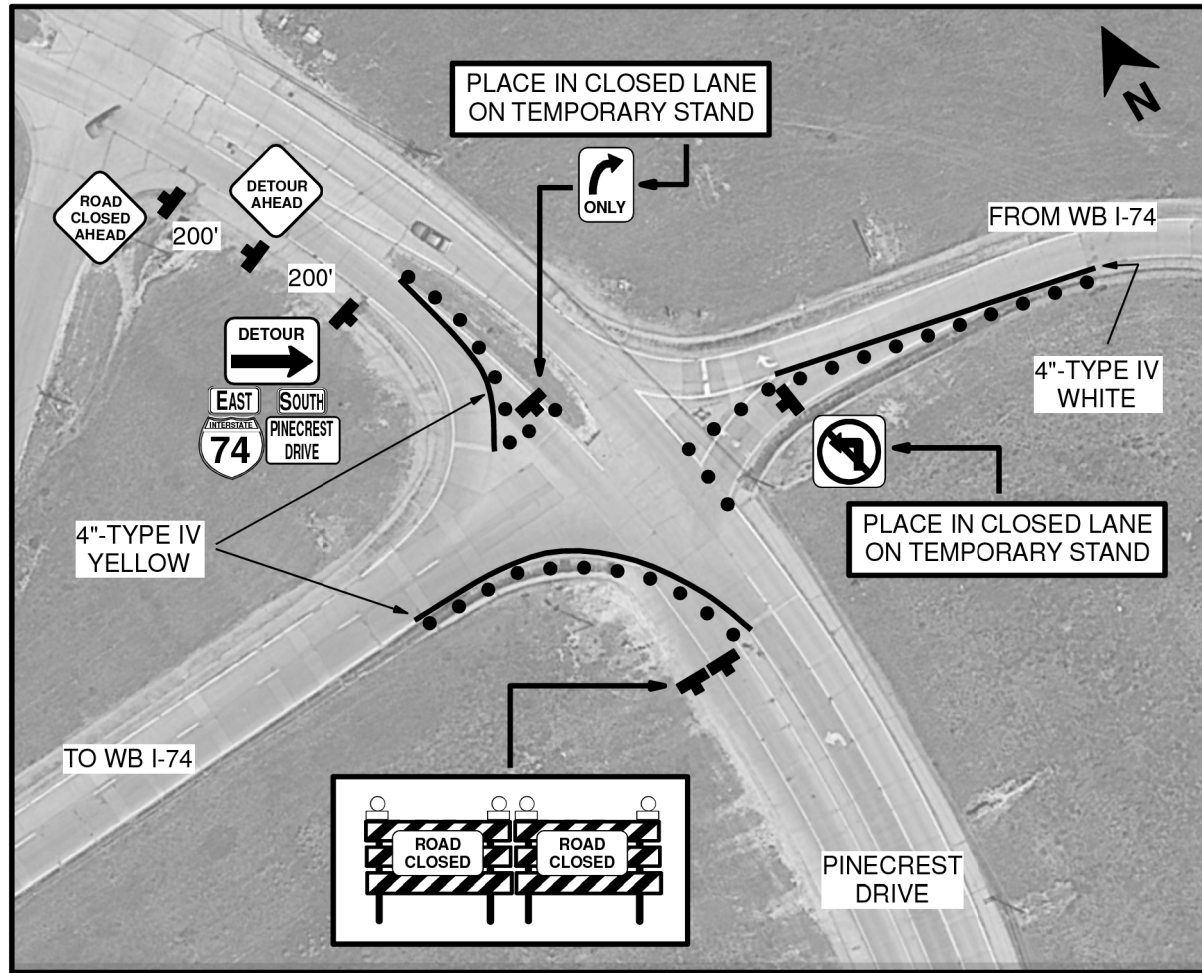 PLACE IN CLOSED LANE
ON TEMPORARY STAND
N
ONLY
DETOUR
AHEAD
ROAD
CLOSED
AHEAD
200'
FROM WB I-74
200'
DETOUR
EAST
SOUTH
INTERSTATE
74
PINECREST
DRIVE
4"-TYPE IV
WHITE
4"-TYPE IV
YELLOW
PLACE IN CLOSED LANE
ON TEMPORARY STAND
TO WB I-74
ROAD
CLOSED
ROAD
CLOSED
PINECREST
DRIVE